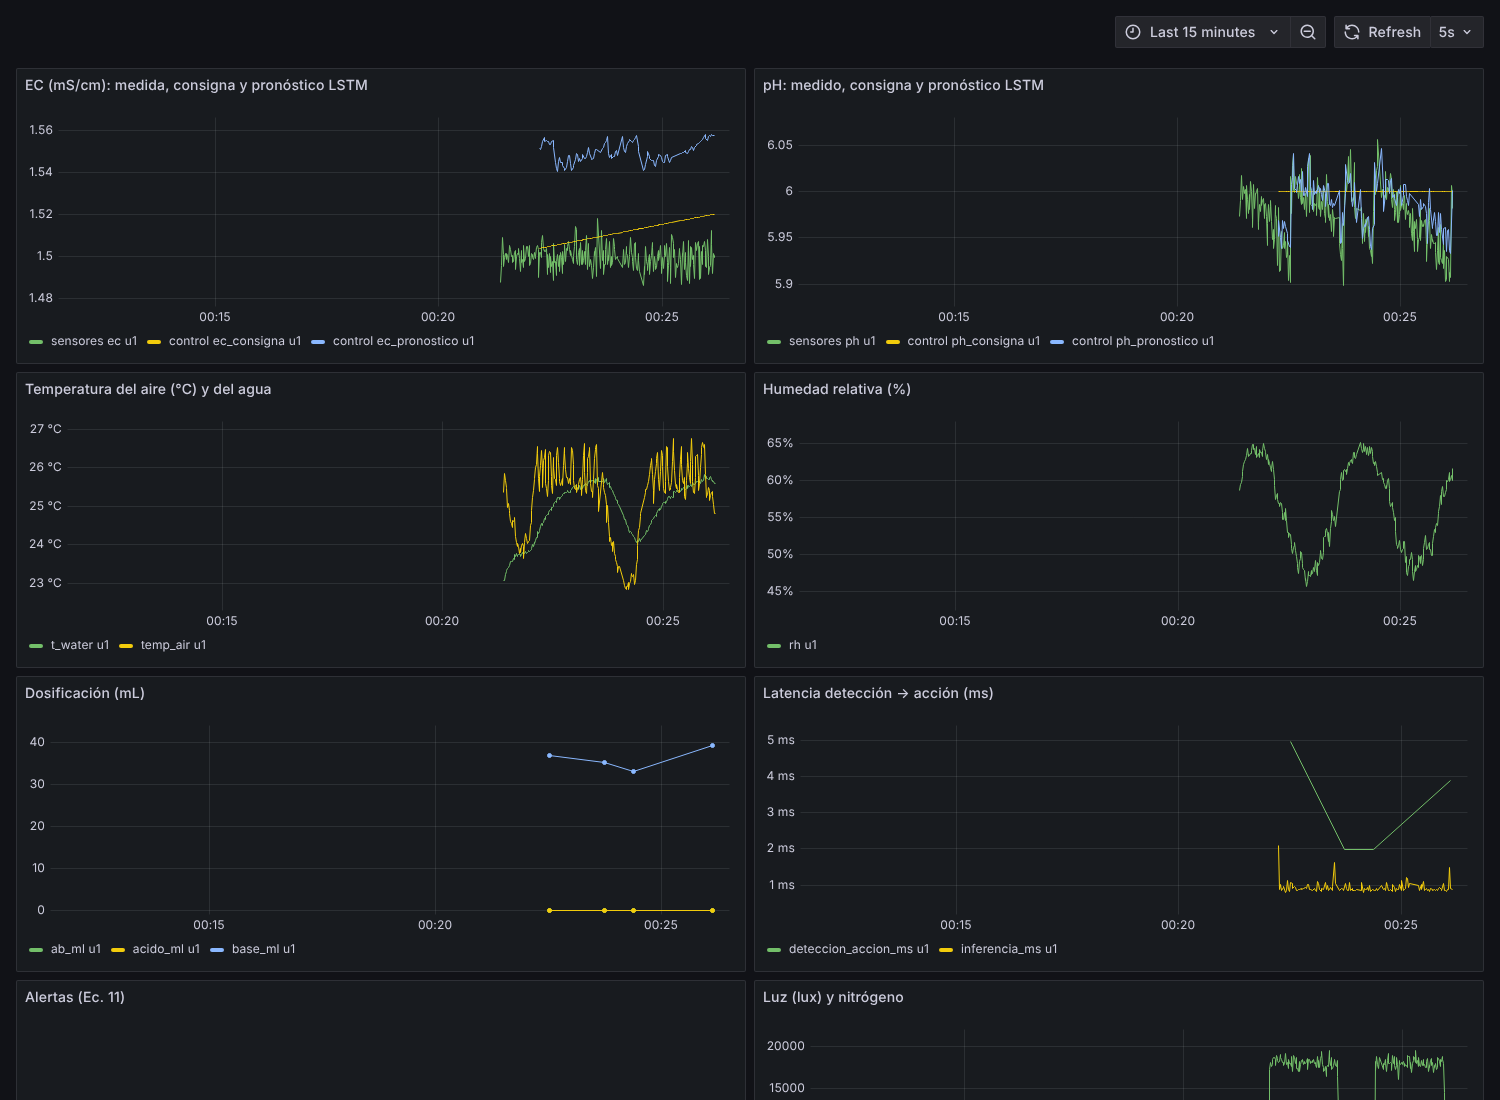 Last 15 minutes
Refresh 5s
EC (mS/cm): medida, consigna y pronóstico LSTM
1.56
1.54
1.52
1.5
1.48
00:15 00:20 00:25
sensores ec u1 control ec_consigna u1 control ec_pronostico u1
pH: medido, consigna y pronóstico LSTM
6.05
6
5.95
5.9
00:15 00:20 00:25
sensores ph u1 control ph_consigna u1 control ph_pronostico u1
Temperatura del aire (°C) y del agua
27 °C
26 °C
25 °C
24 °C
23 °C
00:15 00:20 00:25
t_water u1 temp_air u1
Humedad relativa (%)
65%
60%
55%
50%
45%
00:15 00:20 00:25
rh u1
Dosificación (mL)
40
30
20
10
0
00:15 00:20 00:25
ab_ml u1 acido_ml u1 base_ml u1
Latencia detección → acción (ms)
5 ms
4 ms
3 ms
2 ms
1 ms
00:15 00:20 00:25
deteccion_accion_ms u1 inferencia_ms u1
Alertas (Ec. 11)
Luz (lux) y nitrógeno
20000
15000